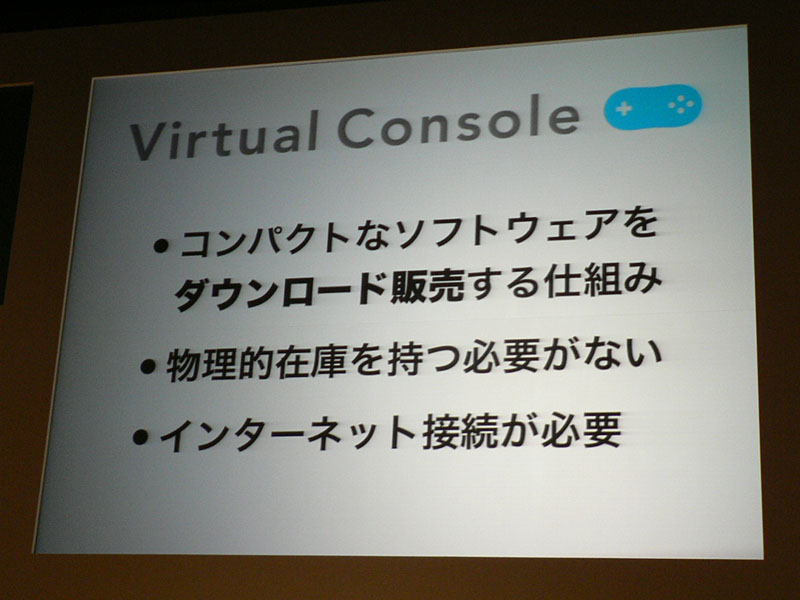 Virtual Console
●コンパクトなソフトウェアを
ダウンロード販売する仕組み
●物理的在庫を持つ必要がない
●インターネット接続が必要